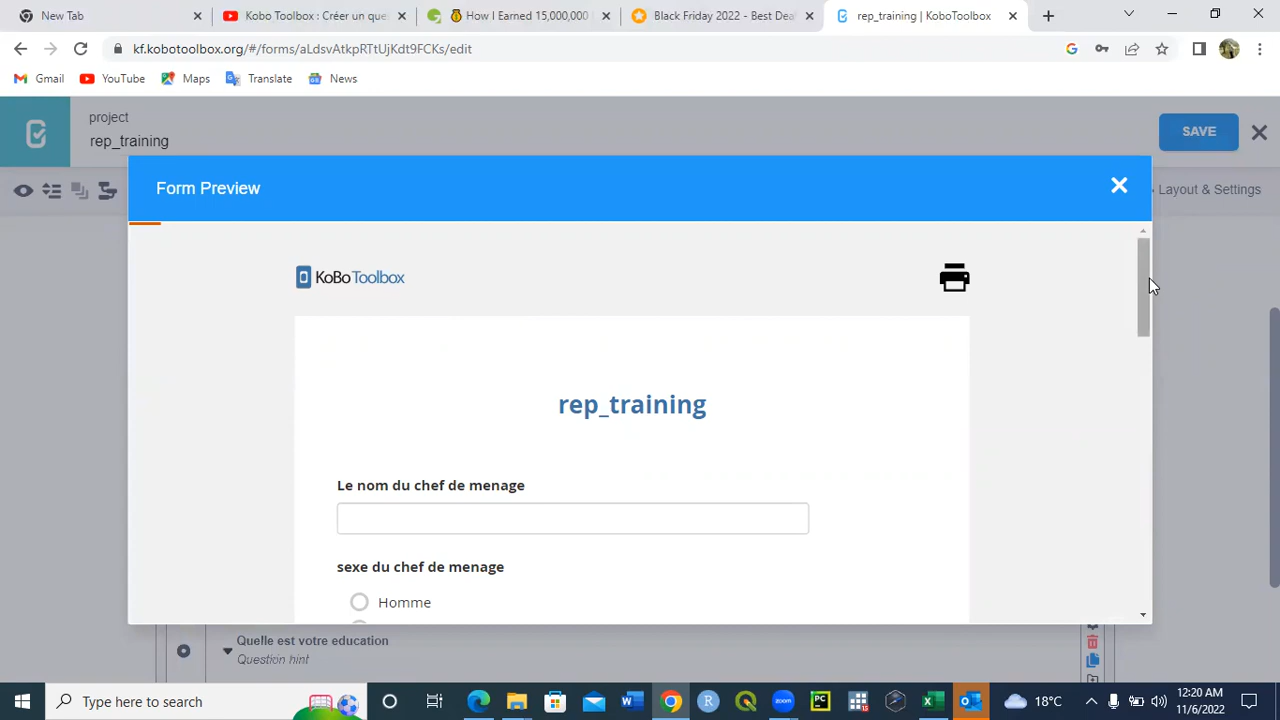 New Tab
Kobo Toolbox : Créer un que
How I Earned 15,000,000
Black Friday 2022 - Best Dea
rep_training | KoboToolbox
kf.kobotoolbox.org/#/forms/aLdsvAtkpRTtUjKdt9FCKs/edit
Gmail
YouTube
Maps
Translate
News
project
rep_training
SAVE
Layout & Settings
Form Preview
KoBoToolbox
rep_training
Le nom du chef de menage
sexe du chef de menage
Homme
Quelle est votre education
Question hint
Type here to search
18°C
12:20 AM
11/6/2022